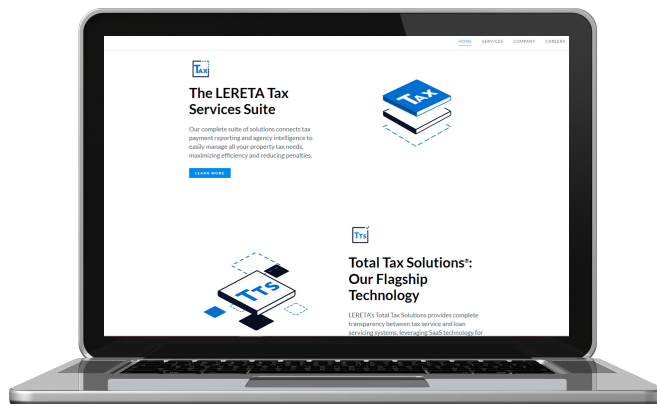 HOME SERVICES COMPANY CAREERS
TAX
The LERETA Tax
Services Suite
Our complete suite of solutions connects tax
payment reporting and agency intelligence to
easily manage all your property tax needs,
maximizing efficiency and reducing penalties.
LEARN MORE
TAX
TTS
Total Tax Solutions®:
Our Flagship
Technology
LERETA's Total Tax Solutions provides complete
transparency between tax service and loan
servicing systems, leveraging SaaS technology for
TTS